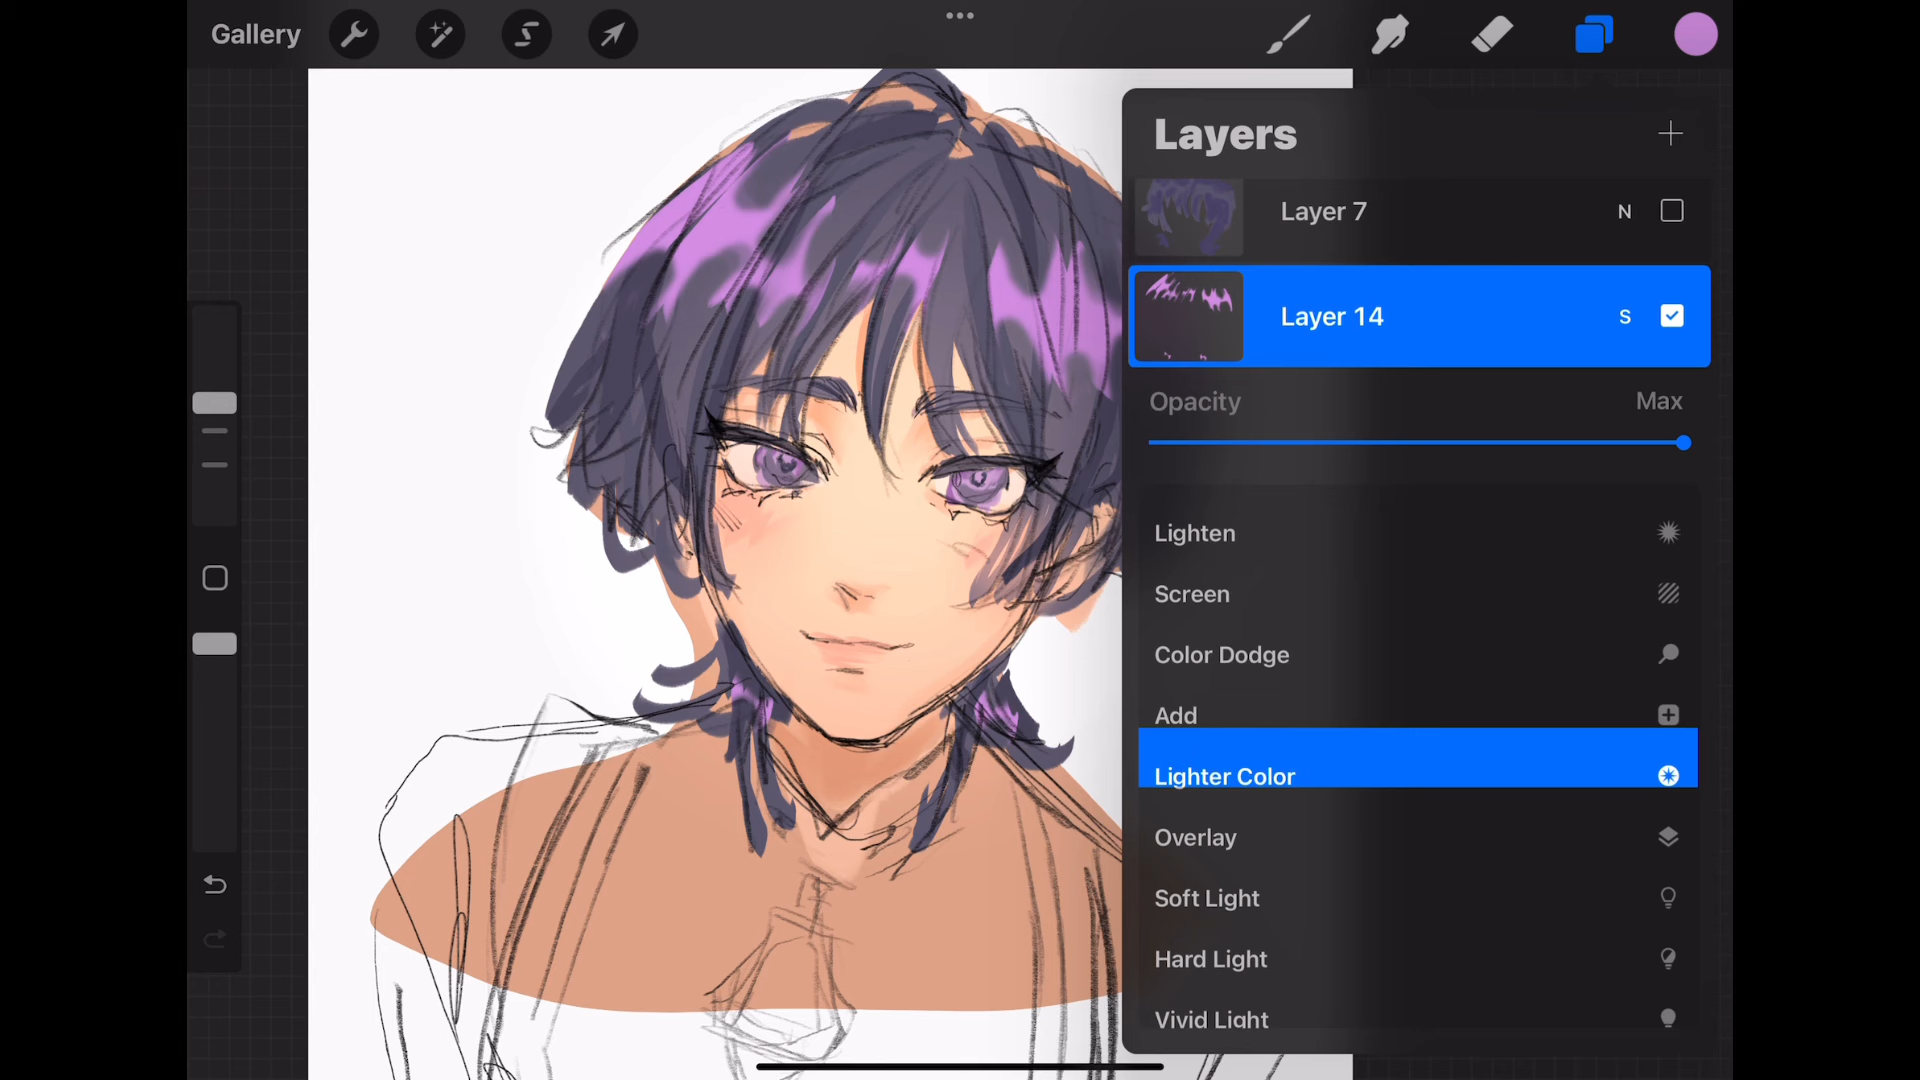 Gallery
Layers
Layer 7 N
Layer 14 S
Opacity Max
Lighten
Screen
Color Dodge
Add
Lighter Color
Overlay
Soft Light
Hard Light
Vivid Light